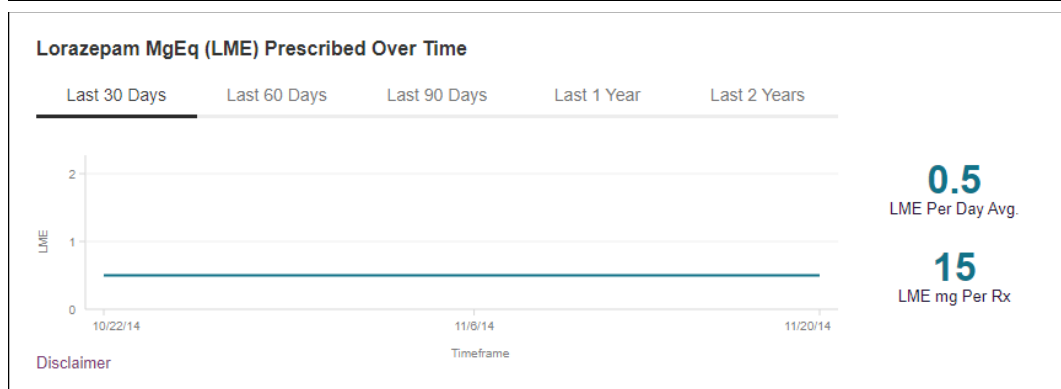 Lorazepam MgEq (LME) Prescribed Over Time
Last 30 Days Last 60 Days Last 90 Days Last 1 Year Last 2 Years
2
1
0
LME
10/22/14 11/6/14 11/20/14
Timeframe
Disclaimer
0.5
LME Per Day Avg.
15
LME mg Per Rx